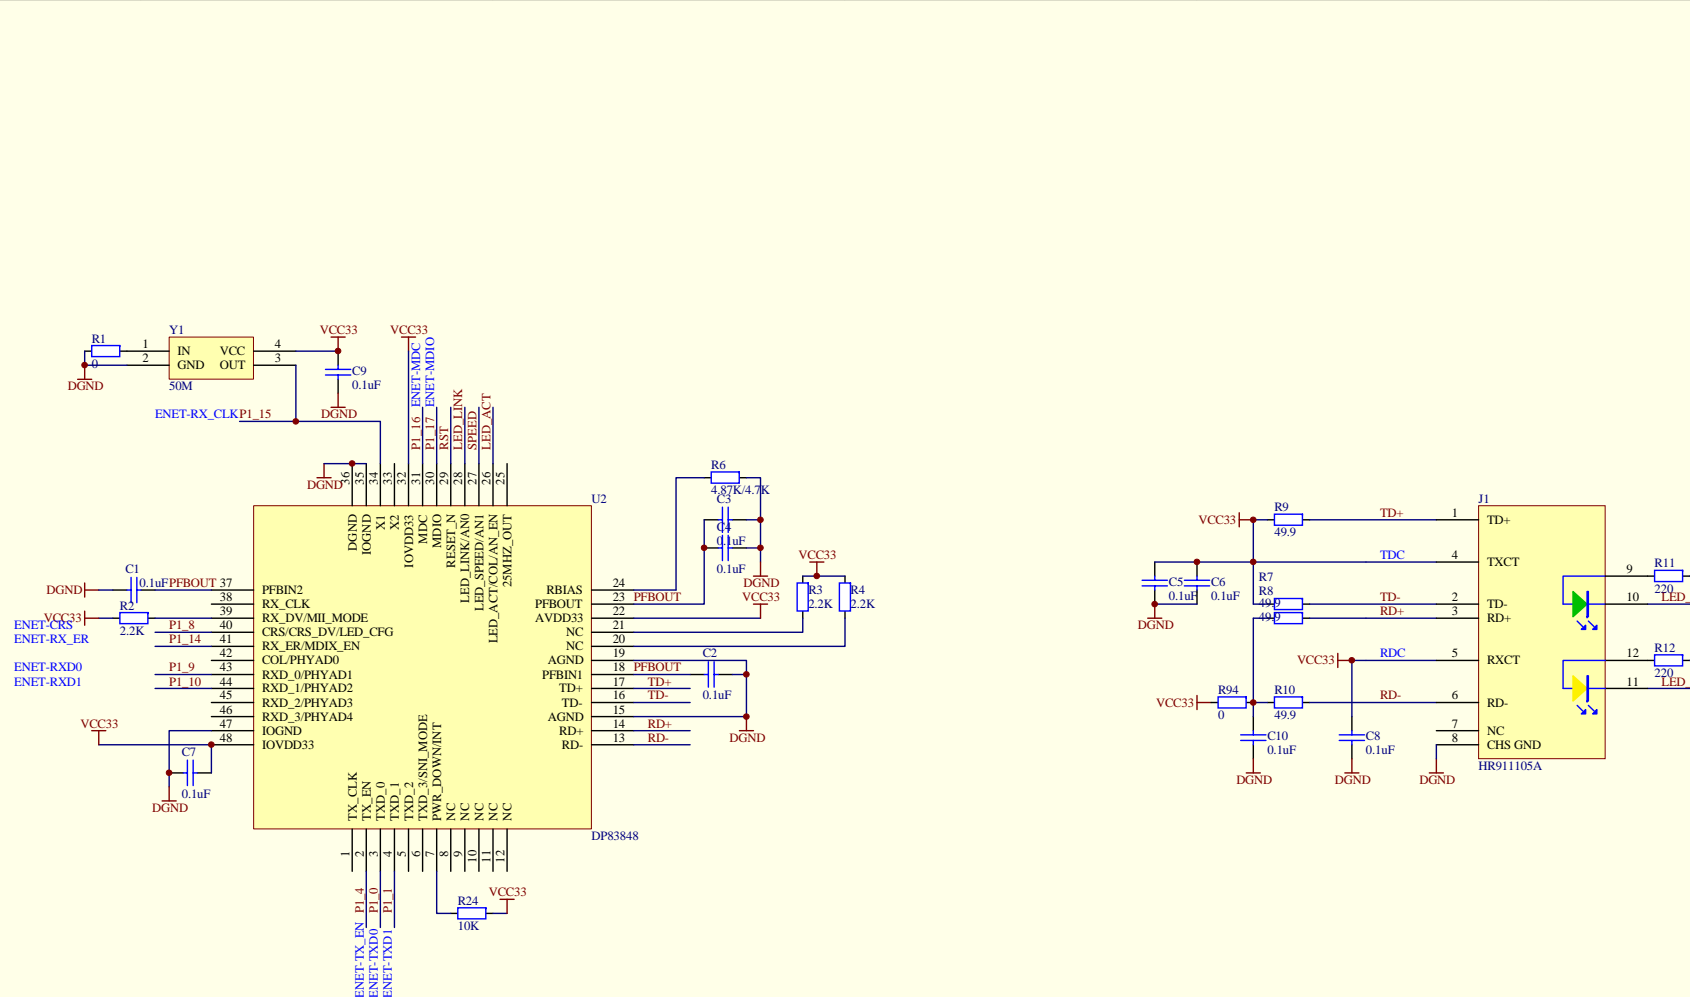 R1
0
DGND
Y1
1
2
IN
GND
VCC
OUT
4
3
50M
VCC33
C9
0.1uF
DGND
ENET-RX_CLK
P1_15
VCC33
P1_16
ENET-MDC
P1_17
ENET-MDIO
RST
LED_LINK
SPEED
LED_ACT
DGND
36
35
34
33
32
31
30
29
28
27
26
25
DGND
IOGND
X1
X2
IOVDD33
MDC
MDIO
RESET_N
LED_LINK/AN0
LED_SPEED/AN1
LED_ACT/COL/AN_EN
25MHZ_OUT
U2
DGND
C1
0.1uF
PFBOUT
VCC33
R2
2.2K
ENET-CRS
P1_8
ENET-RX_ER
P1_14
ENET-RXD0
P1_9
ENET-RXD1
P1_10
VCC33
C7
0.1uF
DGND
37 PFBIN2
38 RX_CLK
39 RX_DV/MII_MODE
40 CRS/CRS_DV/LED_CFG
41 RX_ER/MDIX_EN
42 COL/PHYAD0
43 RXD_0/PHYAD1
44 RXD_1/PHYAD2
45 RXD_2/PHYAD3
46 RXD_3/PHYAD4
47 IOGND
48 IOVDD33
RBIAS 24
PFBOUT 23 PFBOUT
AVDD33 22
NC 21
NC 20
AGND 19
PFBIN1 18 PFBOUT
TD+ 17 TD+
TD- 16 TD-
AGND 15
RD+ 14 RD+
RD- 13 RD-
R6
4.87K/4.7K
C3
0.1uF
C4
0.1uF
DGND
VCC33
VCC33
R3
2.2K
R4
2.2K
C2
0.1uF
DGND
TX_CLK
TX_EN
TXD_0
TXD_1
TXD_2
TXD_3/SNI_MODE
PWR_DOWN/INT
NC
NC
NC
NC
NC
DP83848
1
2
3
4
5
6
7
8
9
10
11
12
P1_4
P1_0
P1_1
ENET-TX_EN
ENET-TXD0
ENET-TXD1
R24
10K
VCC33
VCC33
R9
49.9
TD+
TDC
C5
0.1uF
C6
0.1uF
DGND
R7
R8
49.9
49.9
TD-
RD+
VCC33
RDC
VCC33
R94
0
R10
49.9
RD-
C10
0.1uF
DGND
C8
0.1uF
DGND
DGND
J1
1 TD+
4 TXCT
2 TD-
3 RD+
5 RXCT
6 RD-
7 NC
8 CHS GND
HR911105A
9
R11
220
10
LED_
12
R12
220
11
LED_